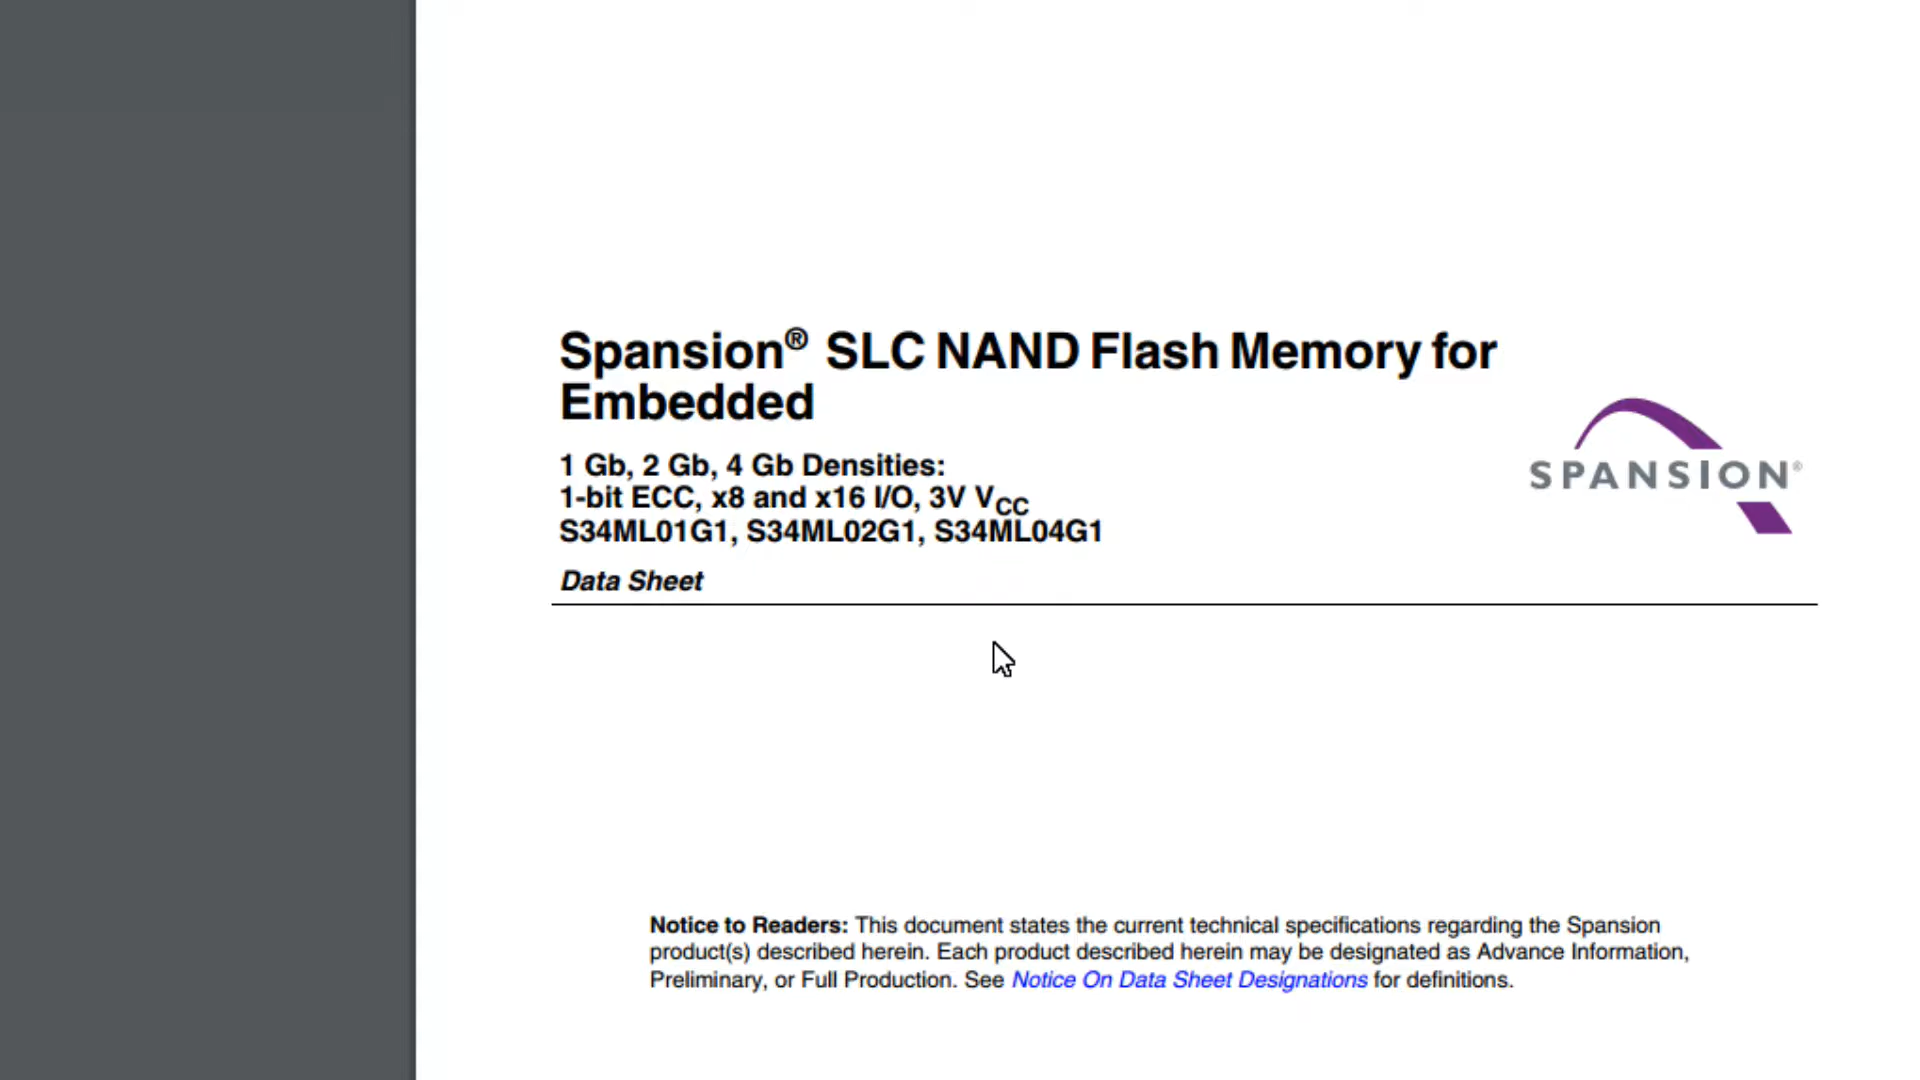 Spansion® SLC NAND Flash Memory for
Embedded
1 Gb, 2 Gb, 4 Gb Densities:
1-bit ECC, x8 and x16 I/O, 3V VCC
S34ML01G1, S34ML02G1, S34ML04G1
Data Sheet
SPANSION®
Notice to Readers: This document states the current technical specifications regarding the Spansion
product(s) described herein. Each product described herein may be designated as Advance Information,
Preliminary, or Full Production. See Notice On Data Sheet Designations for definitions.